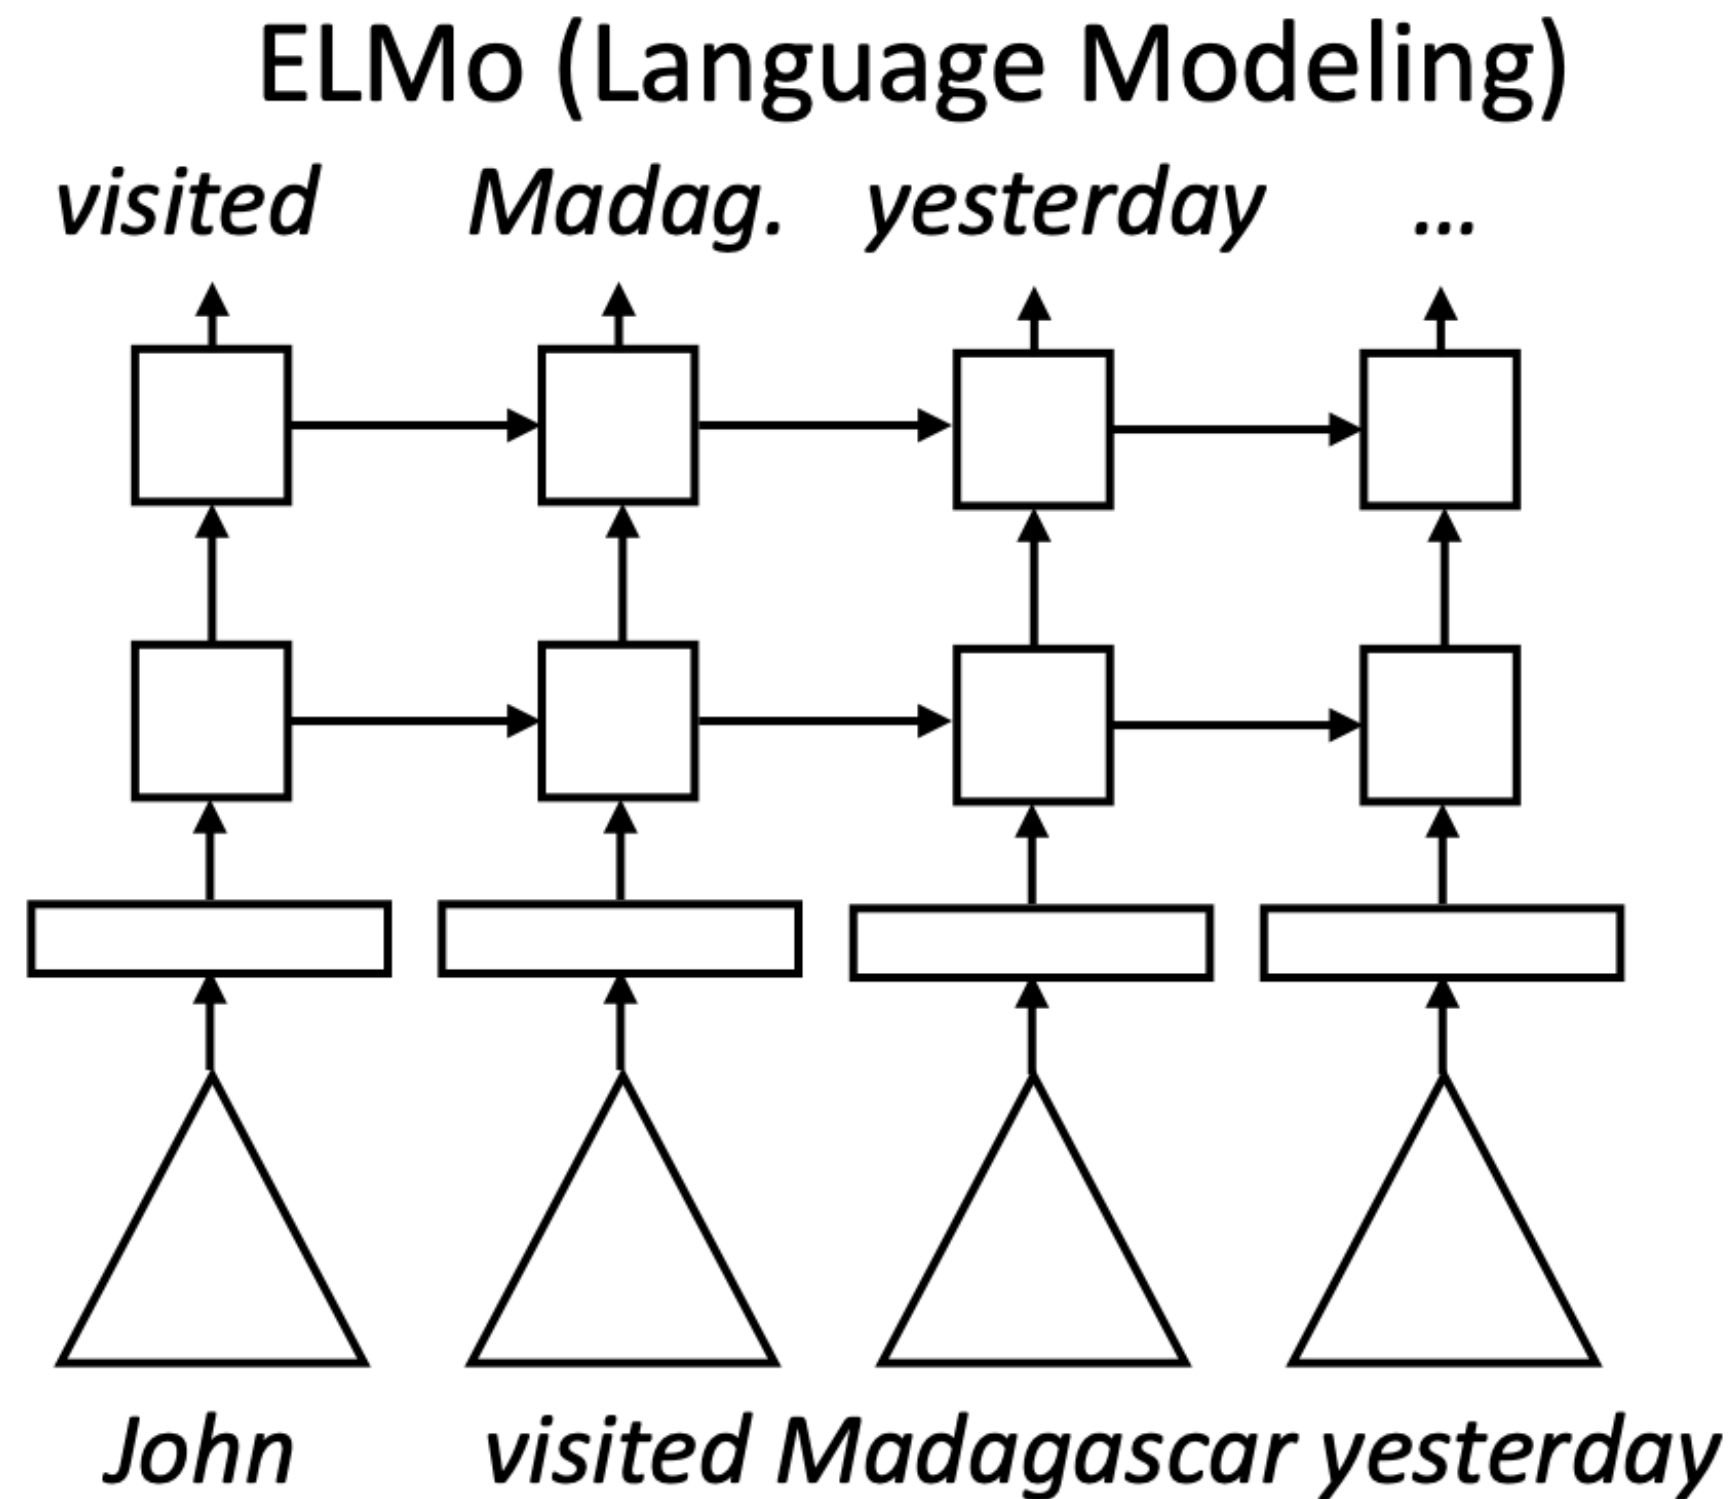 ELMo (Language Modeling)
visited Madag. yesterday ...
John visited Madagascar yesterday